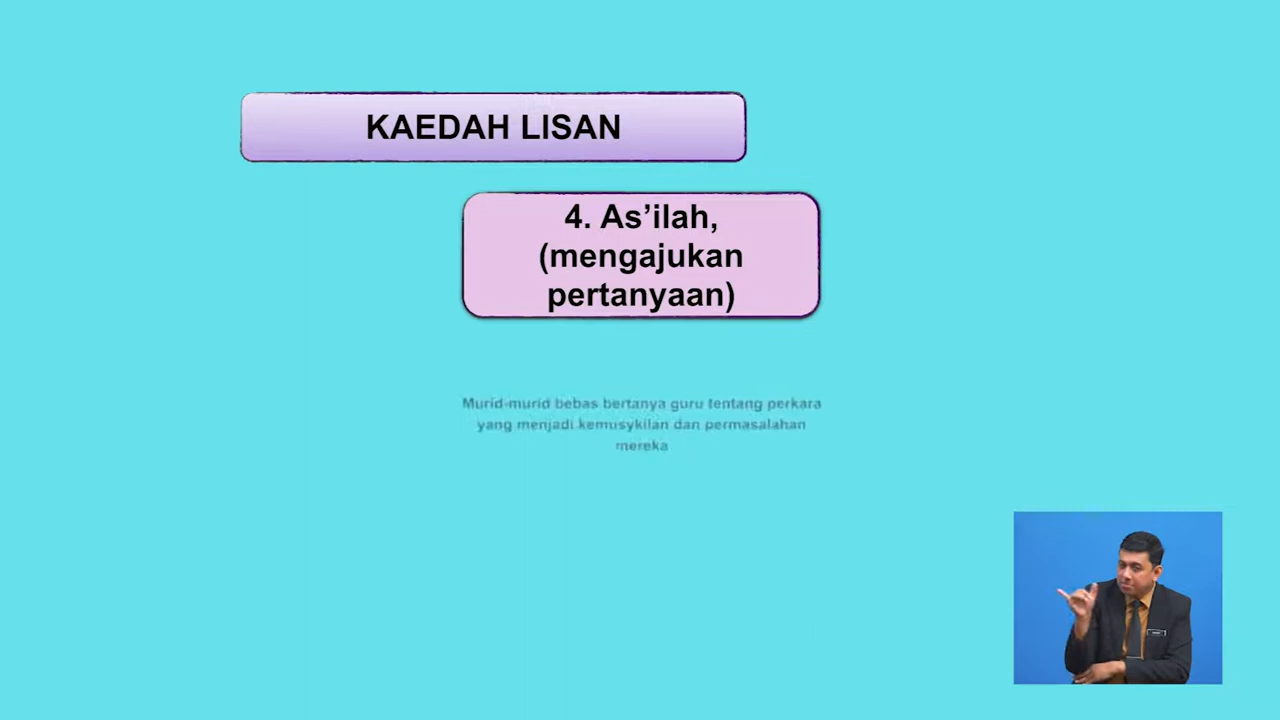 KAEDAH LISAN
4. As’ilah,
(mengajukan
pertanyaan)
Murid-murid bebas bertanya guru tentang perkara
yang menjadi kemusykilan dan permasalahan
mereka